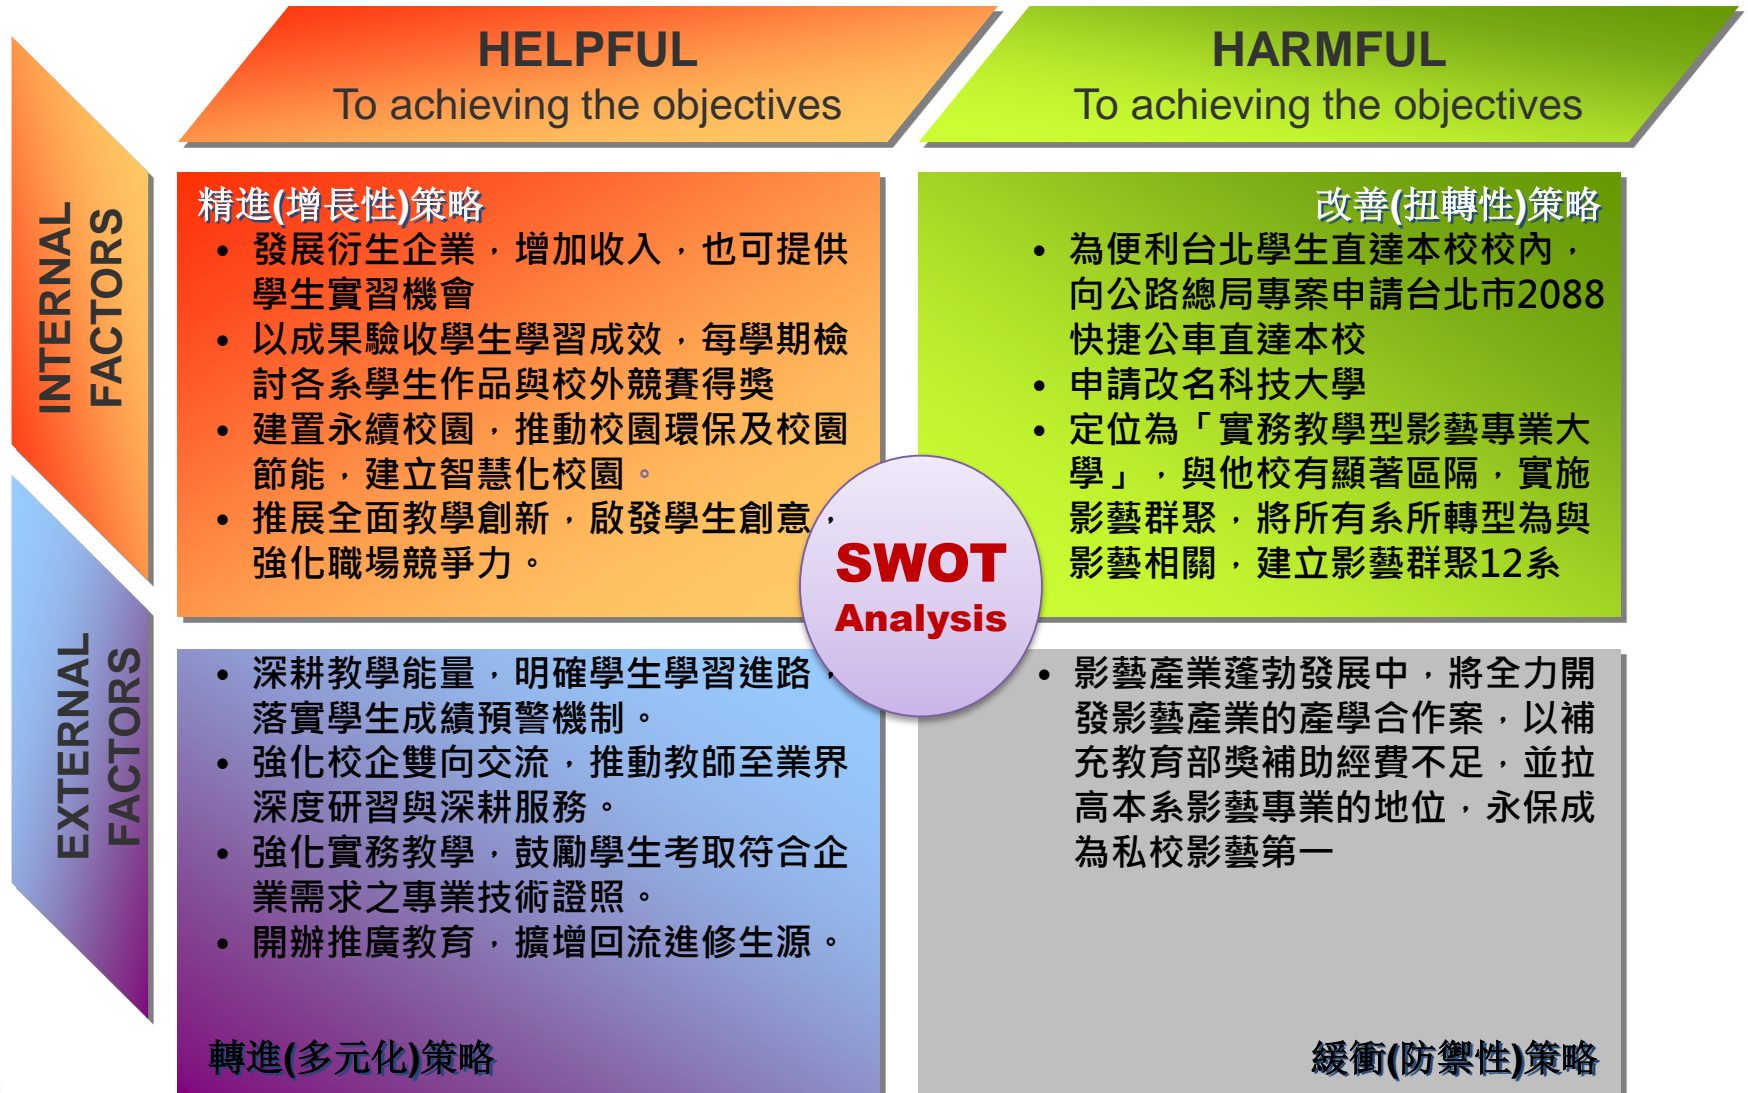 HELPFUL
To achieving the objectives
HARMFUL
To achieving the objectives
INTERNAL
FACTORS
精進(增長性)策略
• 發展衍生企業，增加收入，也可提供
學生實習機會
• 以成果驗收學生學習成效，每學期檢
討各系學生作品與校外競賽得獎
• 建置永續校園，推動校園環保及校園
節能，建立智慧化校園。
• 推展全面教學創新，啟發學生創意，
強化職場競爭力。
改善(扭轉性)策略
• 為便利台北學生直達本校校內，
向公路總局專案申請台北市2088
快捷公車直達本校
• 申請改名科技大學
• 定位為「實務教學型影藝專業大
學」，與他校有顯著區隔，實施
影藝群聚，將所有系所轉型為與
影藝相關，建立影藝群聚12系
SWOT
Analysis
EXTERNAL
FACTORS
• 深耕教學能量，明確學生學習進路，
落實學生成績預警機制。
• 強化校企雙向交流，推動教師至業界
深度研習與深耕服務。
• 強化實務教學，鼓勵學生考取符合企
業需求之專業技術證照。
• 開辦推廣教育，擴增回流進修生源。
轉進(多元化)策略
• 影藝產業蓬勃發展中，將全力開
發影藝產業的產學合作案，以補
充教育部獎補助經費不足，並拉
高本系影藝專業的地位，永保成
為私校影藝第一
緩衝(防禦性)策略